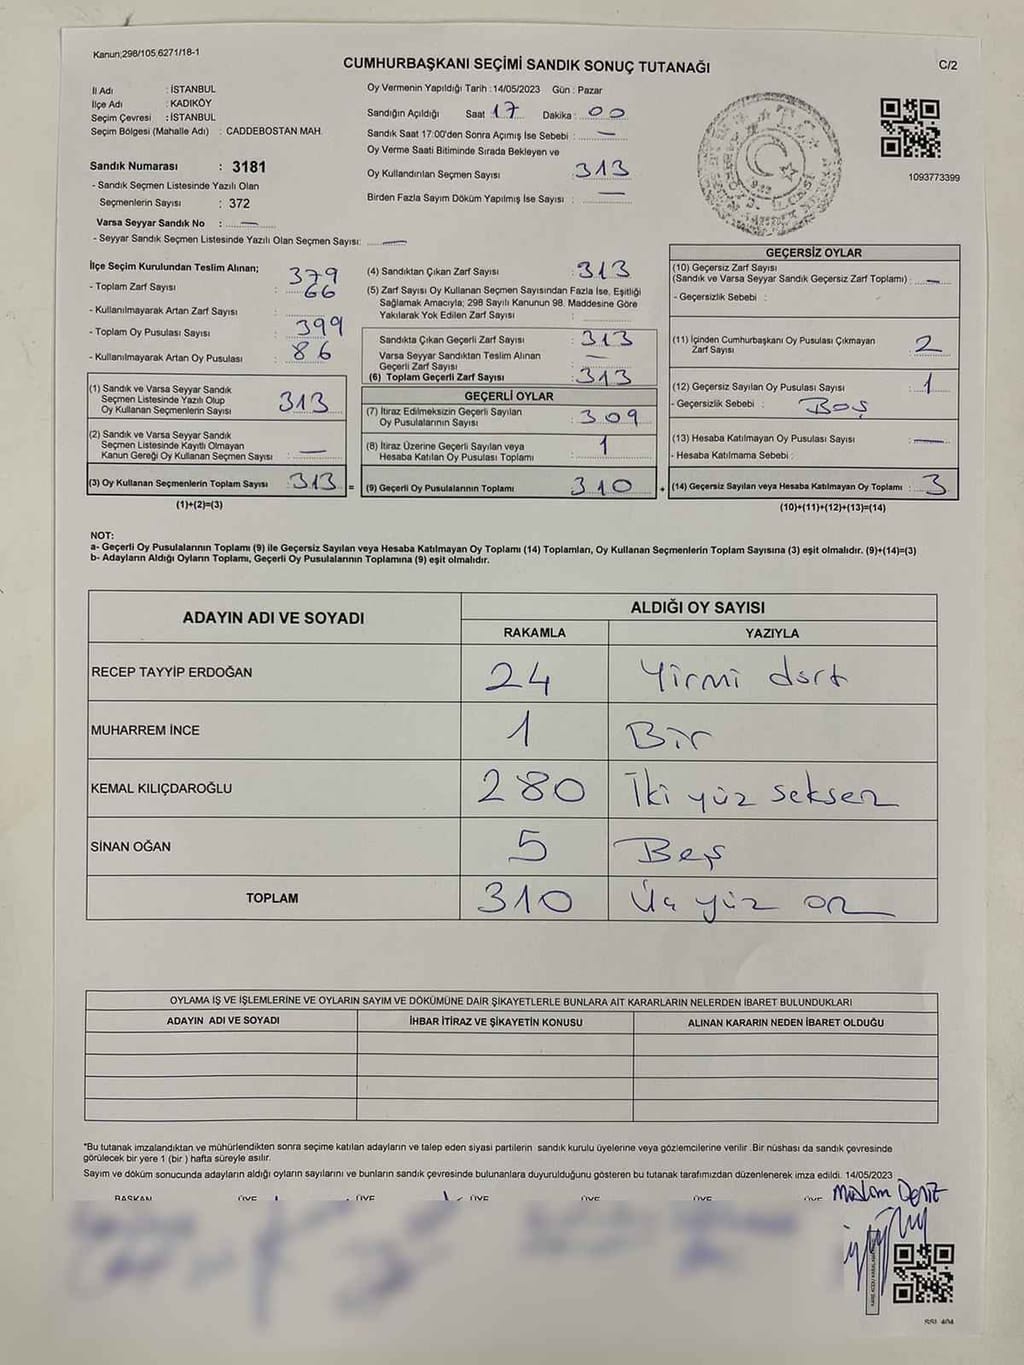 Kanun;298/105,6271/18-1
CUMHURBAŞKANI SEÇİMİ SANDIK SONUÇ TUTANAĞI
C/2
İl Adı : İSTANBUL
İlçe Adı : KADIKÖY
Seçim Çevresi : İSTANBUL
Seçim Bölgesi (Mahalle Adı) : CADDEBOSTAN MAH.
Sandık Numarası : 3181
- Sandık Seçmen Listesinde Yazılı Olan
Seçmenlerin Sayısı : 372
Varsa Seyyar Sandık No : —
- Seyyar Sandık Seçmen Listesinde Yazılı Olan Seçmen Sayısı: —
Oy Vermenin Yapıldığı Tarih : 14/05/2023 Gün : Pazar
Sandığın Açıldığı Saat 17 Dakika : 00
Sandık Saat 17:00'den Sonra Açımış İse Sebebi : —
Oy Verme Saati Bitiminde Sırada Bekleyen ve
Oy Kullandırılan Seçmen Sayısı : 313
Birden Fazla Sayım Döküm Yapılmış İse Sayısı : —
1093773399
İlçe Seçim Kurulundan Teslim Alınan;
- Toplam Zarf Sayısı : 379
- Kullanılmayarak Artan Zarf Sayısı : 66
- Toplam Oy Pusulası Sayısı : 399
- Kullanılmayarak Artan Oy Pusulası : 86
(1) Sandık ve Varsa Seyyar Sandık
Seçmen Listesinde Yazılı Olup
Oy Kullanan Seçmenlerin Sayısı : 313
(2) Sandık ve Varsa Seyyar Sandık
Seçmen Listesinde Kayıtlı Olmayan
Kanun Gereği Oy Kullanan Seçmen Sayısı : —
(3) Oy Kullanan Seçmenlerin Toplam Sayısı : 313 =
(1)+(2)=(3)
(4) Sandıktan Çıkan Zarf Sayısı : 313
(5) Zarf Sayısı Oy Kullanan Seçmen Sayısından Fazla İse, Eşitliği
Sağlamak Amacıyla; 298 Sayılı Kanunun 98. Maddesine Göre
Yakılarak Yok Edilen Zarf Sayısı :
Sandıkta Çıkan Geçerli Zarf Sayısı : 313
Varsa Seyyar Sandıktan Teslim Alınan
Geçerli Zarf Sayısı : —
(6) Toplam Geçerli Zarf Sayısı : 313
GEÇERLİ OYLAR
(7) İtiraz Edilmeksizin Geçerli Sayılan
Oy Pusulalarının Sayısı : 309
(8) İtiraz Üzerine Geçerli Sayılan veya
Hesaba Katılan Oy Pusulası Toplamı : 1
(9) Geçerli Oy Pusulalarının Toplamı : 310 +
GEÇERSİZ OYLAR
(10) Geçersiz Zarf Sayısı
(Sandık ve Varsa Seyyar Sandık Geçersiz Zarf Toplamı) : —
- Geçersizlik Sebebi :
(11) İçinden Cumhurbaşkanı Oy Pusulası Çıkmayan
Zarf Sayısı : 2
(12) Geçersiz Sayılan Oy Pusulası Sayısı : 1
- Geçersizlik Sebebi : Boş
(13) Hesaba Katılmayan Oy Pusulası Sayısı : —
- Hesaba Katılmama Sebebi :
(14) Geçersiz Sayılan veya Hesaba Katılmayan Oy Toplamı : 3
(10)+(11)+(12)+(13)=(14)
NOT:
a- Geçerli Oy Pusulalarının Toplamı (9) ile Geçersiz Sayılan veya Hesaba Katılmayan Oy Toplamı (14) Toplamları, Oy Kullanan Seçmenlerin Toplam Sayısına (3) eşit olmalıdır. (9)+(14)=(3)
b- Adayların Aldığı Oyların Toplamı, Geçerli Oy Pusulalarının Toplamına (9) eşit olmalıdır.
ADAYIN ADI VE SOYADI
ALDIĞI OY SAYISI
RAKAMLA YAZIYLA
RECEP TAYYİP ERDOĞAN 24 Yirmi dört
MUHARREM İNCE 1 Bir
KEMAL KILIÇDAROĞLU 280 İki yüz seksen
SİNAN OĞAN 5 Beş
TOPLAM 310 Üç yüz on
OYLAMA İŞ VE İŞLEMLERİNE VE OYLARIN SAYIM VE DÖKÜMÜNE DAİR ŞİKAYETLERLE BUNLARA AİT KARARLARIN NELERDEN İBARET BULUNDUKLARI
ADAYIN ADI VE SOYADI İHBAR İTİRAZ VE ŞİKAYETİN KONUSU ALINAN KARARIN NEDEN İBARET OLDUĞU
*Bu tutanak imzalandıktan ve mühürlendikten sonra seçime katılan adayların ve talep eden siyasi partilerin sandık kurulu üyelerine veya gözlemcilerine verilir .Bir nüshası da sandık çevresinde
görülecek bir yere 1 (bir ) hafta süreyle asılır.
Sayım ve döküm sonucunda adayların aldığı oyların sayılarını ve bunların sandık çevresinde bulunanlara duyurulduğunu gösteren bu tutanak tarafımızdan düzenlenerek imza edildi. 14/05/2023
BAŞKAN ÜYE ÜYE ÜYE ÜYE ÜYE ÜYE